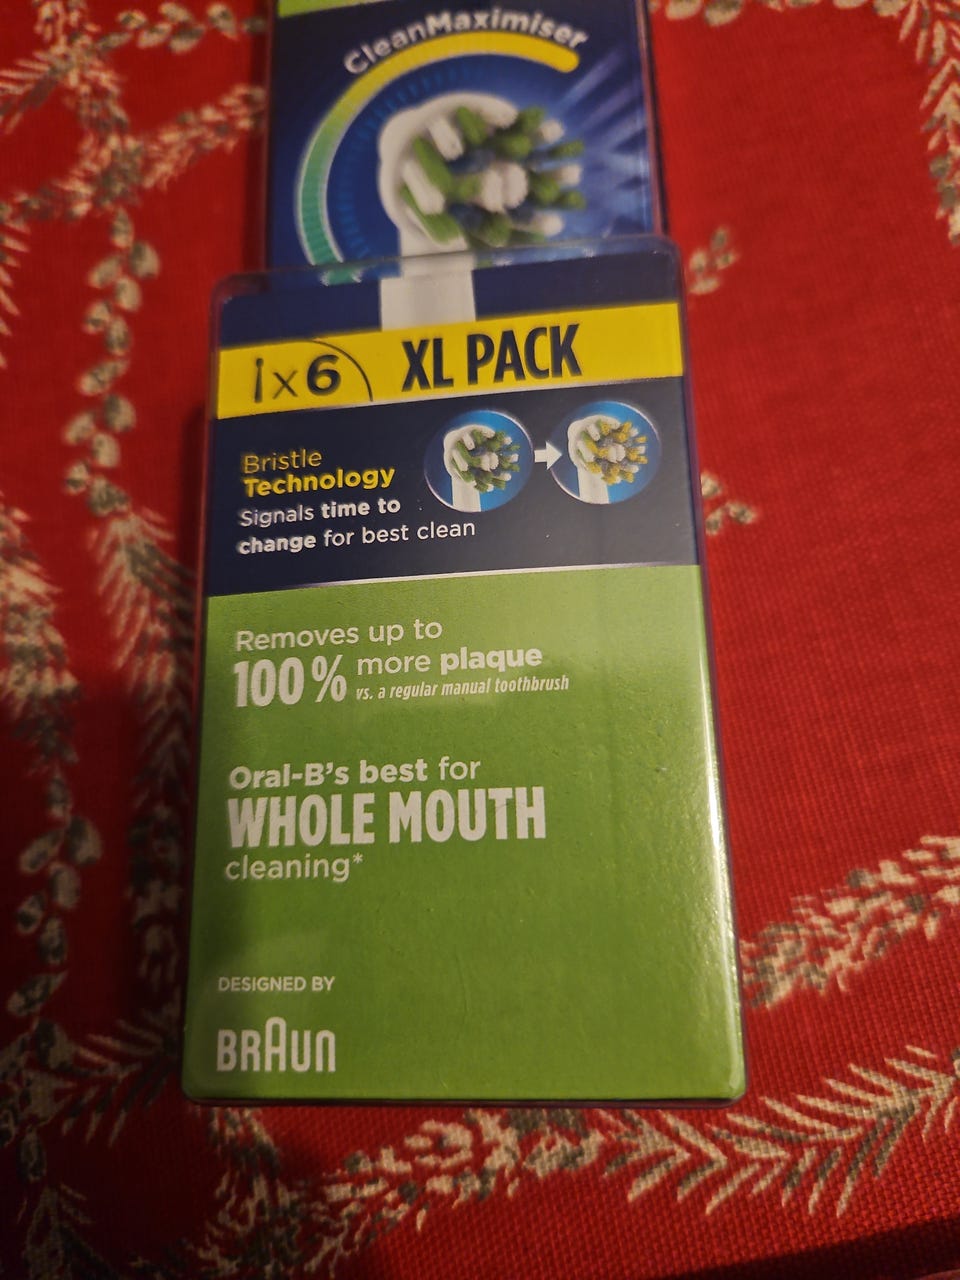 CleanMaximiser
x6 XL PACK
Bristle
Technology
Signals time to
change for best clean
Removes up to
100% more plaque
vs. a regular manual toothbrush
Oral-B's best for
WHOLE MOUTH
cleaning*
DESIGNED BY
BRAUN